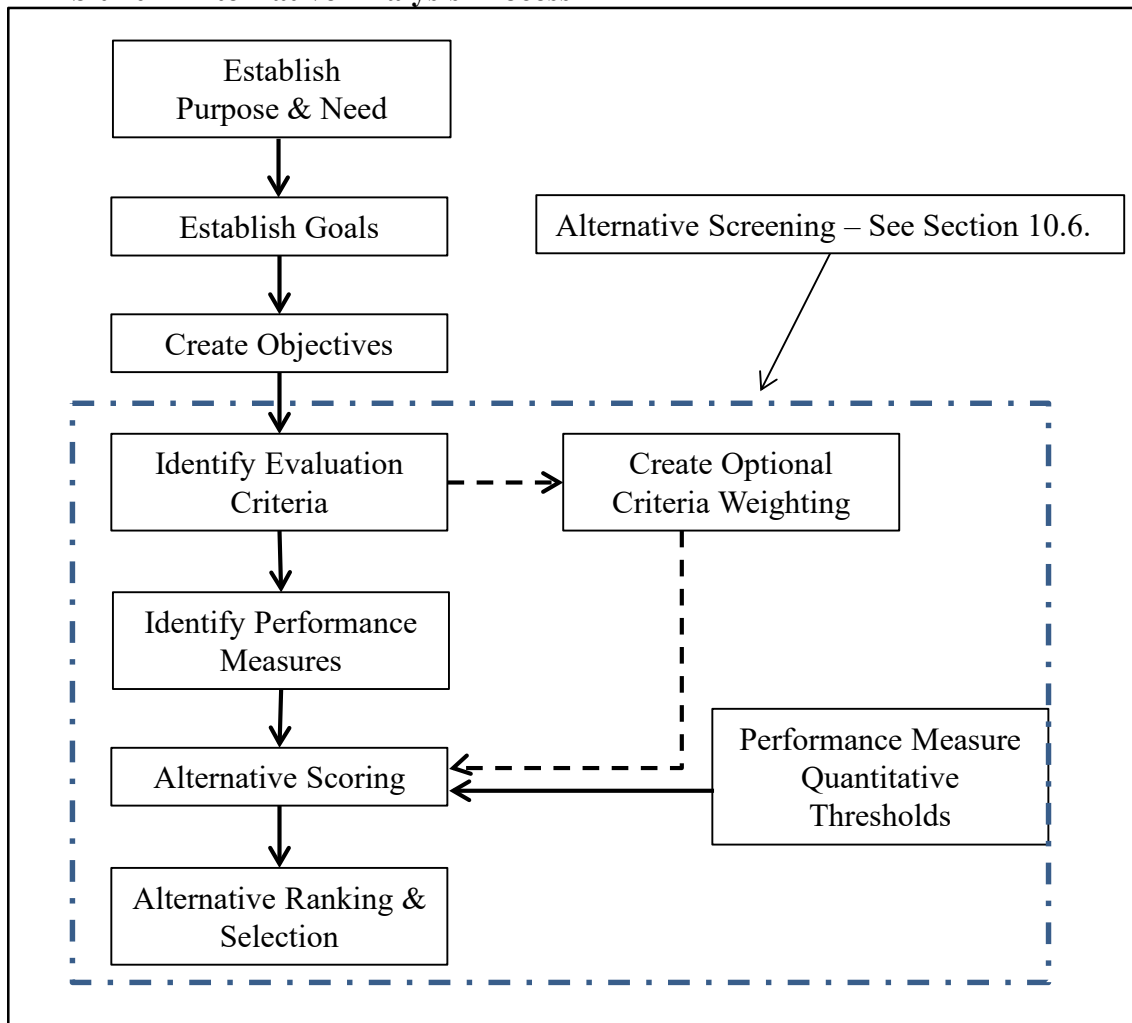 Establish
Purpose & Need
Establish Goals
Alternative Screening – See Section 10.6.
Create Objectives
Identify Evaluation
Criteria
Create Optional
Criteria Weighting
Identify Performance
Measures
Performance Measure
Quantitative
Thresholds
Alternative Scoring
Alternative Ranking &
Selection